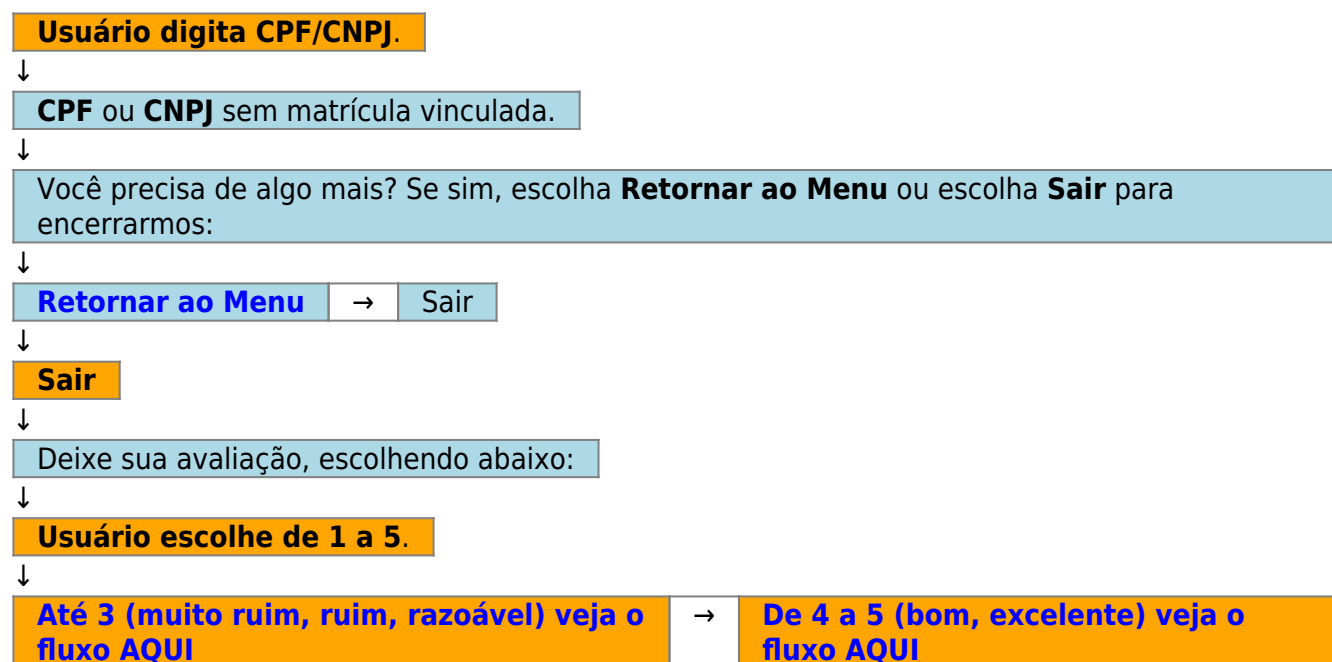 Usuário digita CPF/CNPJ.
↓
CPF ou CNPJ sem matrícula vinculada.
↓
Você precisa de algo mais? Se sim, escolha Retornar ao Menu ou escolha Sair para
encerrarmos:
↓
Retornar ao Menu → Sair
↓
Sair
↓
Deixe sua avaliação, escolhendo abaixo:
↓
Usuário escolhe de 1 a 5.
↓
Até 3 (muito ruim, ruim, razoável) veja o
fluxo AQUI
→
De 4 a 5 (bom, excelente) veja o
fluxo AQUI